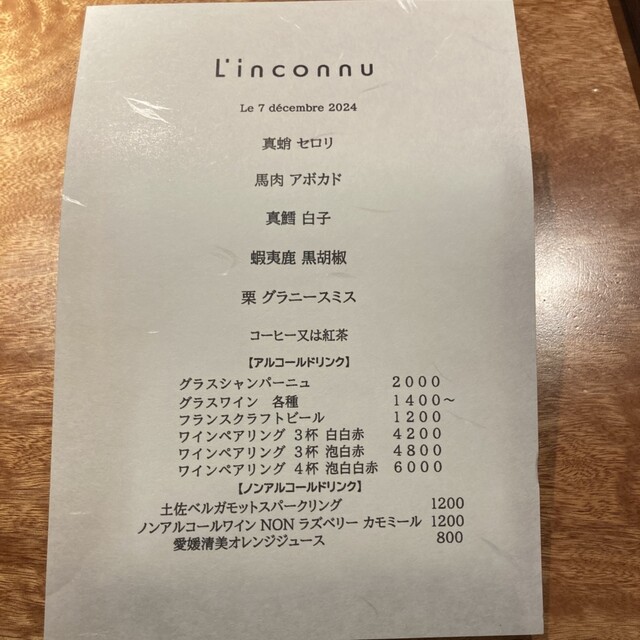 L'inconnu
Le 7 décembre 2024
真蛸 セロリ
馬肉 アボカド
真鱈 白子
蝦夷鹿 黒胡椒
栗 グラニースミス
コーヒー又は紅茶
【アルコールドリンク】
グラスシャンパーニュ 2000
グラスワイン 各種 1400～
フランスクラフトビール 1200
ワインペアリング 3杯 白白赤 4200
ワインペアリング 3杯 泡白赤 4800
ワインペアリング 4杯 泡白白赤 6000
【ノンアルコールドリンク】
土佐ベルガモットスパークリング 1200
ノンアルコールワイン NON ラズベリー カモミール 1200
愛媛清美オレンジジュース 800